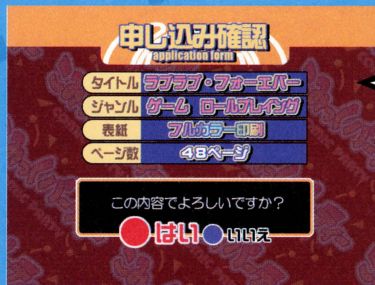 申し込み確認
application form
タイトル ラブラブ・フォーエバー
ジャンル ゲーム ロールプレイング
表紙 フルカラー印刷
ページ数 48ページ
この内容でよろしいですか?
はい いいえ